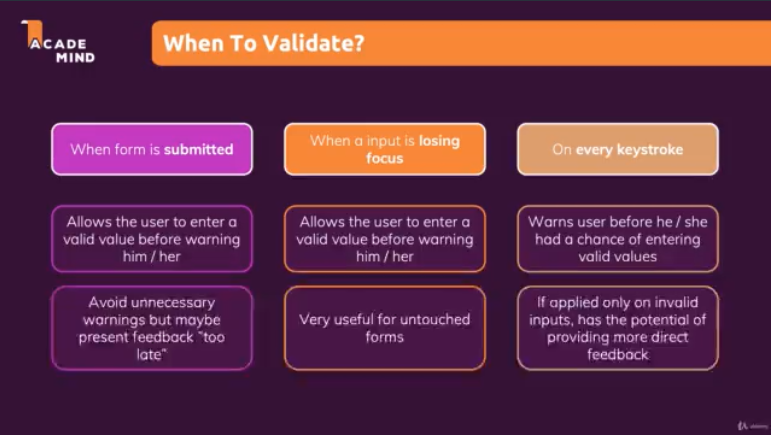 ACADE
MIND
When To Validate?
When form is submitted
When a input is losing
focus
On every keystroke
Allows the user to enter a
valid value before warning
him / her
Allows the user to enter a
valid value before warning
him / her
Warns user before he / she
had a chance of entering
valid values
Avoid unnecessary
warnings but maybe
present feedback "too
late"
Very useful for untouched
forms
If applied only on invalid
inputs, has the potential of
providing more direct
feedback